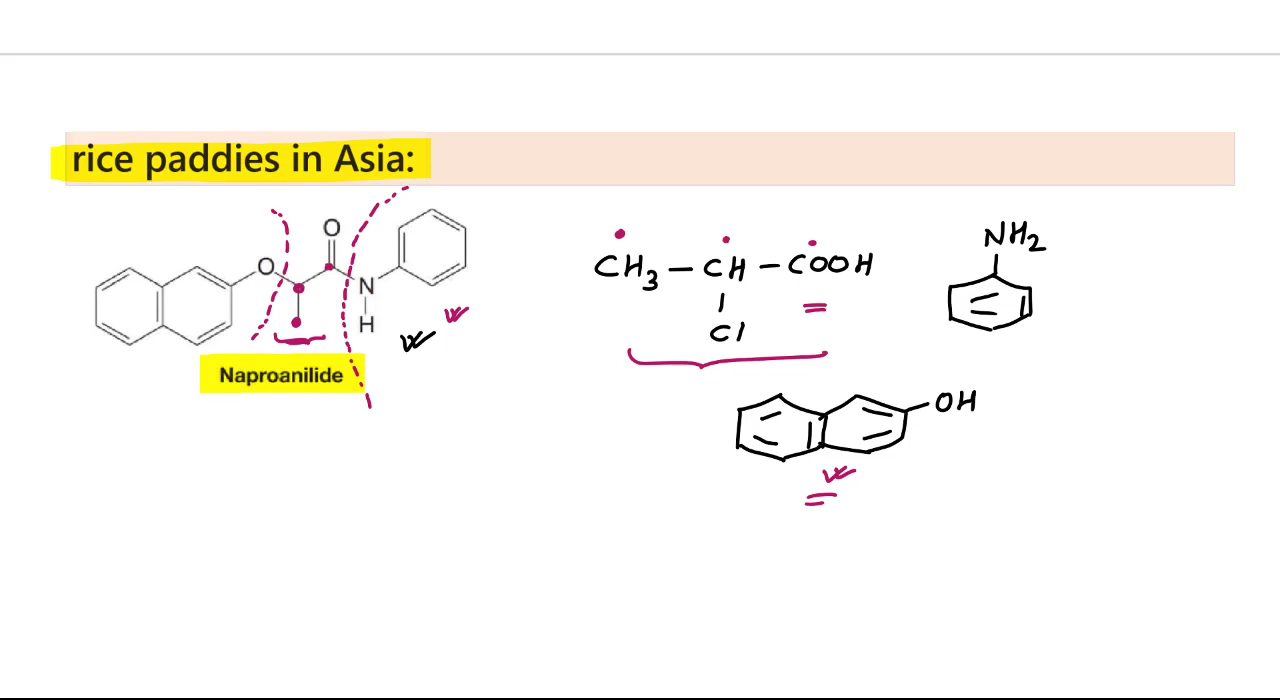 rice paddies in Asia:
O
O
N
H
Naproanilide
CH3 – CH – COOH
Cl
NH2
OH